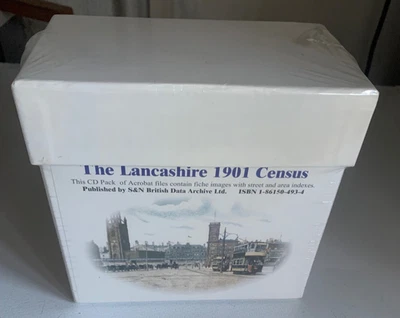 The Lancashire 1901 Census
This CD Pack of Acrobat files contain fiche images with street and area indexes.
Published by S&N British Data Archive Ltd. ISBN 1-86150-493-4